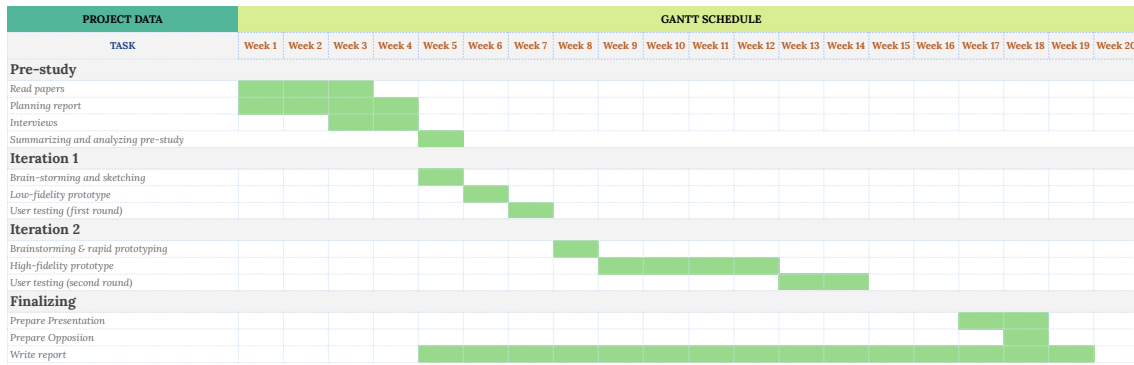 PROJECT DATA GANTT SCHEDULE
TASK Week 1 Week 2 Week 3 Week 4 Week 5 Week 6 Week 7 Week 8 Week 9 Week 10 Week 11 Week 12 Week 13 Week 14 Week 15 Week 16 Week 17 Week 18 Week 19 Week 20
Pre-study
Read papers
Planning report
Interviews
Summarizing and analyzing pre-study
Iteration 1
Brain-storming and sketching
Low-fidelity prototype
User testing (first round)
Iteration 2
Brainstorming & rapid prototyping
High-fidelity prototype
User testing (second round)
Finalizing
Prepare Presentation
Prepare Opposiion
Write report